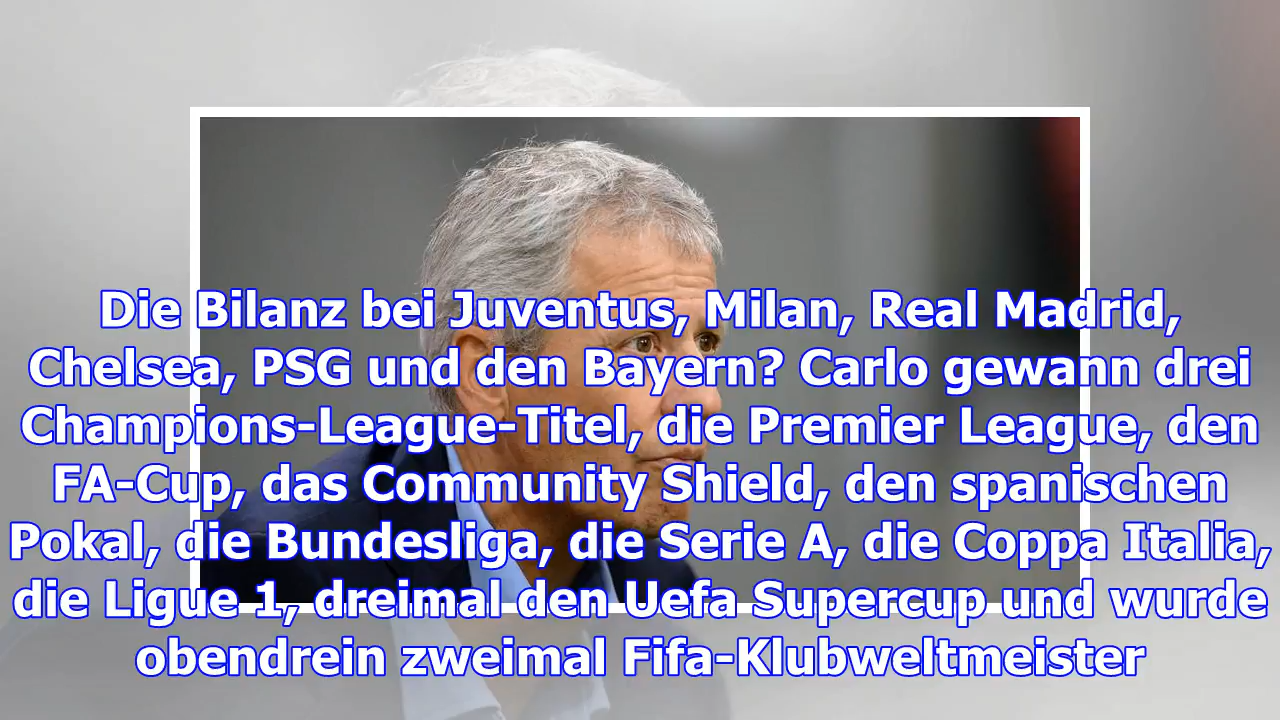 Die Bilanz bei Juventus, Milan, Real Madrid,
Chelsea, PSG und den Bayern? Carlo gewann drei
Champions-League-Titel, die Premier League, den
FA-Cup, das Community Shield, den spanischen
Pokal, die Bundesliga, die Serie A, die Coppa Italia,
die Ligue 1, dreimal den Uefa Supercup und wurde
obendrein zweimal Fifa-Klubweltmeister